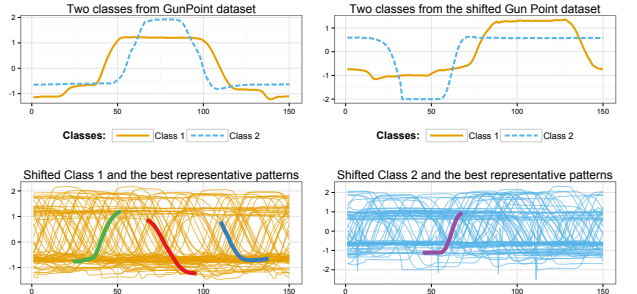 Two classes from GunPoint dataset
2
1
0
-1
0 50 100 150
Classes: Class 1 Class 2
Two classes from the shifted Gun Point dataset
1
0
-1
-2
0 50 100 150
Classes: Class 1 Class 2
Shifted Class 1 and the best representative patterns
2
1
0
-1
0 50 100 150
Shifted Class 2 and the best representative patterns
2
1
0
-1
-2
0 50 100 150